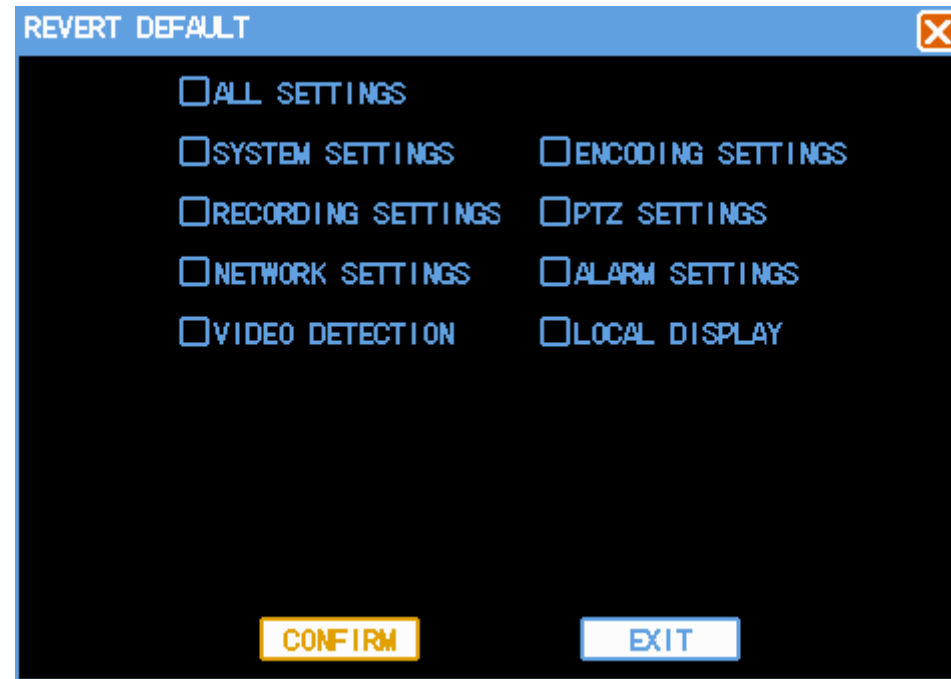 REVERT DEFAULT
ALL SETTINGS
SYSTEM SETTINGS ENCODING SETTINGS
RECORDING SETTINGS PTZ SETTINGS
NETWORK SETTINGS ALARM SETTINGS
VIDEO DETECTION LOCAL DISPLAY
CONFIRM EXIT